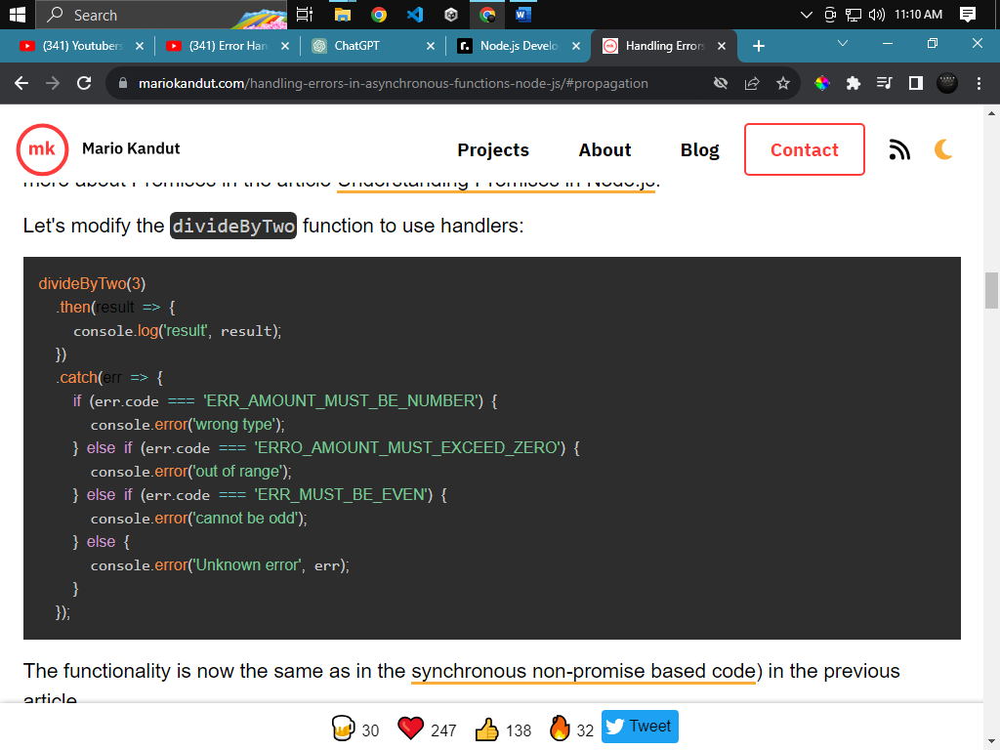 Search
11:10 AM
(341) Youtubers
(341) Error Han
ChatGPT
Node.js Develo
Handling Errors
mariokandut.com/handling-errors-in-asynchronous-functions-node-js/#propagation
mk
Mario Kandut
Projects
About
Blog
Contact
more about Promises in the article Understanding Promises in Node.js.
Let's modify the divideByTwo function to use handlers:
divideByTwo(3)
.then(result => {
console.log('result', result);
})
.catch(err => {
if (err.code === 'ERR_AMOUNT_MUST_BE_NUMBER') {
console.error('wrong type');
} else if (err.code === 'ERRO_AMOUNT_MUST_EXCEED_ZERO') {
console.error('out of range');
} else if (err.code === 'ERR_MUST_BE_EVEN') {
console.error('cannot be odd');
} else {
console.error('Unknown error', err);
}
});
The functionality is now the same as in the synchronous non-promise based code) in the previous
article.
30
247
138
32
Tweet